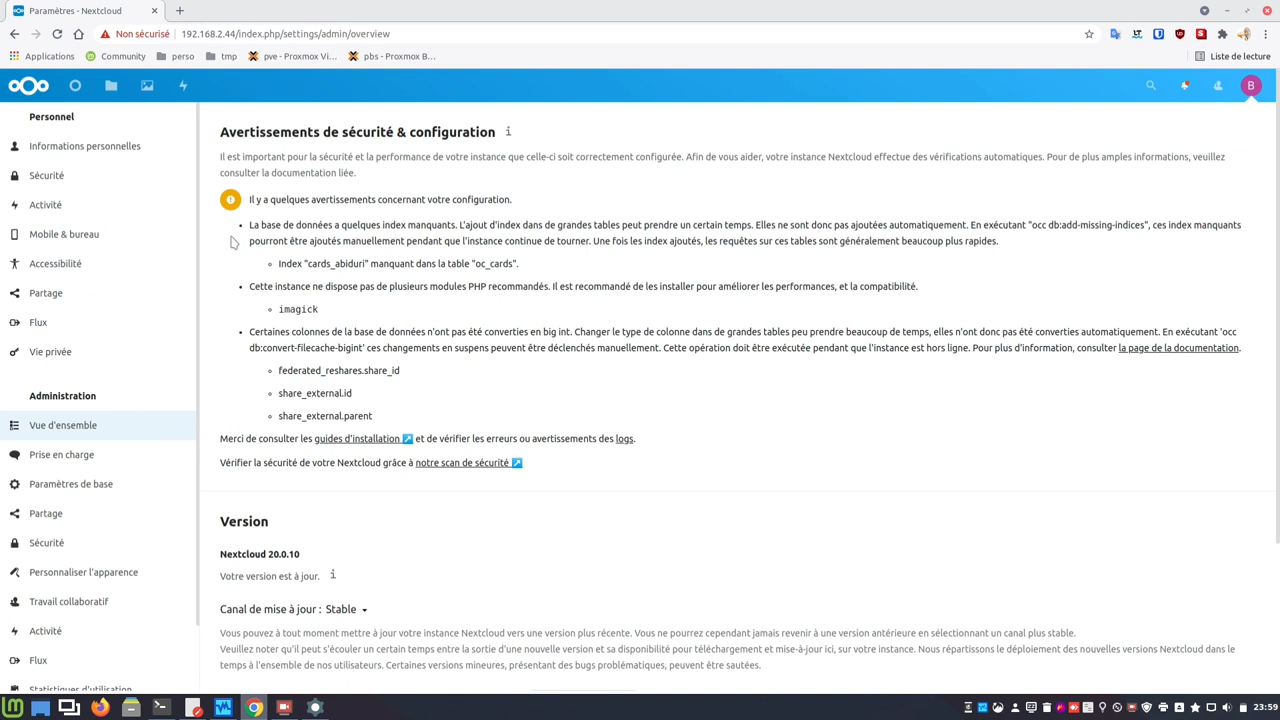 Paramètres - Nextcloud
Non sécurisé
192.168.2.44/index.php/settings/admin/overview
Applications
Community
perso
tmp
pve - Proxmox Vi...
pbs - Proxmox B...
Liste de lecture
B
Personnel
Informations personnelles
Sécurité
Activité
Mobile & bureau
Accessibilité
Partage
Flux
Vie privée
Administration
Vue d'ensemble
Prise en charge
Paramètres de base
Partage
Sécurité
Personnaliser l'apparence
Travail collaboratif
Activité
Flux
Statistiques d'utilisation
Avertissements de sécurité & configuration
Il est important pour la sécurité et la performance de votre instance que celle-ci soit correctement configurée. Afin de vous aider, votre instance Nextcloud effectue des vérifications automatiques. Pour de plus amples informations, veuillez
consulter la documentation liée.
Il y a quelques avertissements concernant votre configuration.
La base de données a quelques index manquants. L'ajout d'index dans de grandes tables peut prendre un certain temps. Elles ne sont donc pas ajoutées automatiquement. En exécutant "occ db:add-missing-indices", ces index manquants
pourront être ajoutés manuellement pendant que l'instance continue de tourner. Une fois les index ajoutés, les requêtes sur ces tables sont généralement beaucoup plus rapides.
Index "cards_abiduri" manquant dans la table "oc_cards".
Cette instance ne dispose pas de plusieurs modules PHP recommandés. Il est recommandé de les installer pour améliorer les performances, et la compatibilité.
imagick
Certaines colonnes de la base de données n'ont pas été converties en big int. Changer le type de colonne dans de grandes tables peu prendre beaucoup de temps, elles n'ont donc pas été converties automatiquement. En exécutant 'occ
db:convert-filecache-bigint' ces changements en suspens peuvent être déclenchés manuellement. Cette opération doit être exécutée pendant que l'instance est hors ligne. Pour plus d'information, consulter la page de la documentation.
federated_reshares.share_id
share_external.id
share_external.parent
Merci de consulter les guides d'installation et de vérifier les erreurs ou avertissements des logs.
Vérifier la sécurité de votre Nextcloud grâce à notre scan de sécurité
Version
Nextcloud 20.0.10
Votre version est à jour.
Canal de mise à jour : Stable
Vous pouvez à tout moment mettre à jour votre instance Nextcloud vers une version plus récente. Vous ne pourrez cependant jamais revenir à une version antérieure en sélectionnant un canal plus stable.
Veuillez noter qu'il peut s'écouler un certain temps entre la sortie d'une nouvelle version et sa disponibilité pour téléchargement et mise-à-jour ici, sur votre instance. Nous répartissons le déploiement des nouvelles versions Nextcloud dans le
temps à l'ensemble de nos utilisateurs. Certaines versions mineures, présentant des bugs problématiques, peuvent être sautées.
23:59